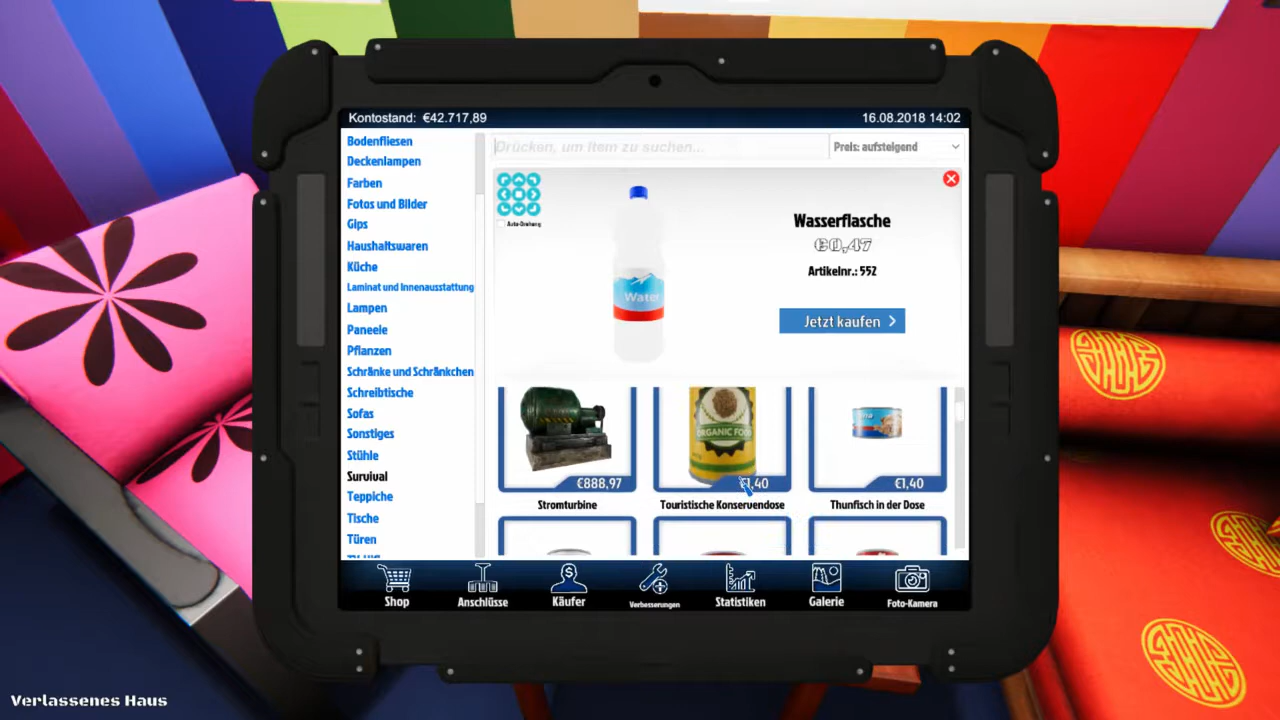 Kontostand: €42.717,89
16.08.2018 14:02
Bodenfliesen
Deckenlampen
Farben
Fotos und Bilder
Gips
Haushaltswaren
Küche
Laminat und Innenausstattung
Lampen
Paneele
Pflanzen
Schränke und Schränkchen
Schreibtische
Sofas
Sonstiges
Stühle
Survival
Teppiche
Tische
Türen
Drücken, um Item zu suchen...
Preis: aufsteigend
Auto-Drehung
Water
Wasserflasche
€0,47
Artikelnr.: 552
Jetzt kaufen
ORGANIC FOOD
€888,97
€1,40
€1,40
Stromturbine
Touristische Konservendose
Thunfisch in der Dose
Shop
Anschlüsse
Käufer
Verbesserungen
Statistiken
Galerie
Foto-Kamera
Verlassenes Haus